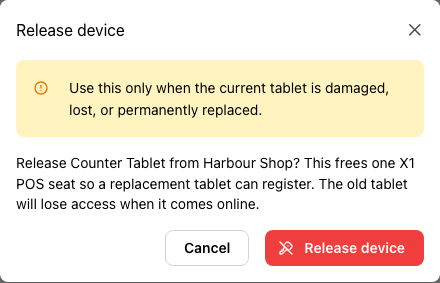 Release device
Use this only when the current tablet is damaged,
lost, or permanently replaced.
Release Counter Tablet from Harbour Shop? This frees one X1
POS seat so a replacement tablet can register. The old tablet
will lose access when it comes online.
Cancel
Release device